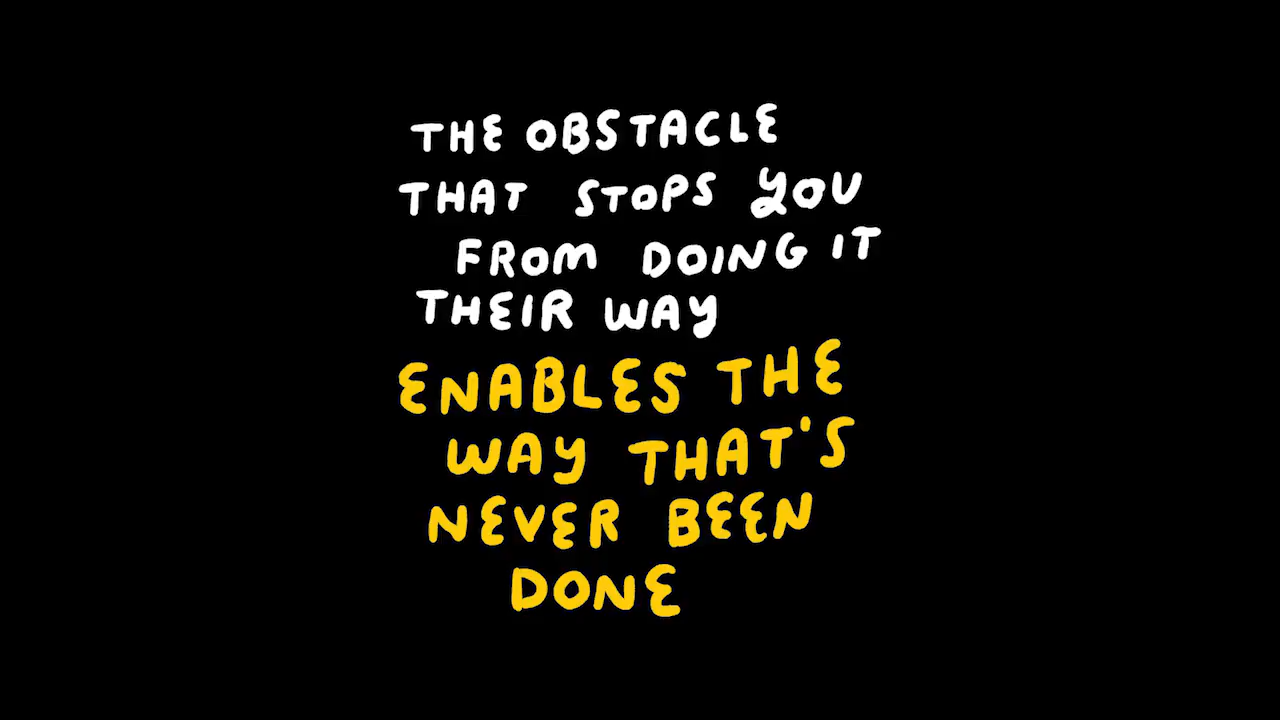 THE OBSTACLE
THAT STOPS YOU
FROM DOING IT
THEIR WAY
ENABLES THE
WAY THAT'S
NEVER BEEN
DONE